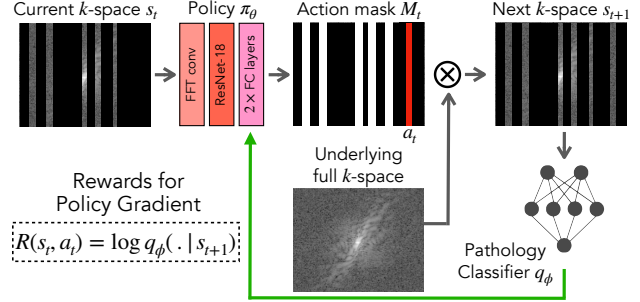 Current k-space s_t
Policy π_θ
Action mask M_t
Next k-space s_{t+1}
FFT conv
ResNet-18
2 × FC layers
a_t
Underlying
full k-space
Rewards for
Policy Gradient
R(s_t, a_t) = log q_ϕ( . | s_{t+1})
Pathology
Classifier q_ϕ